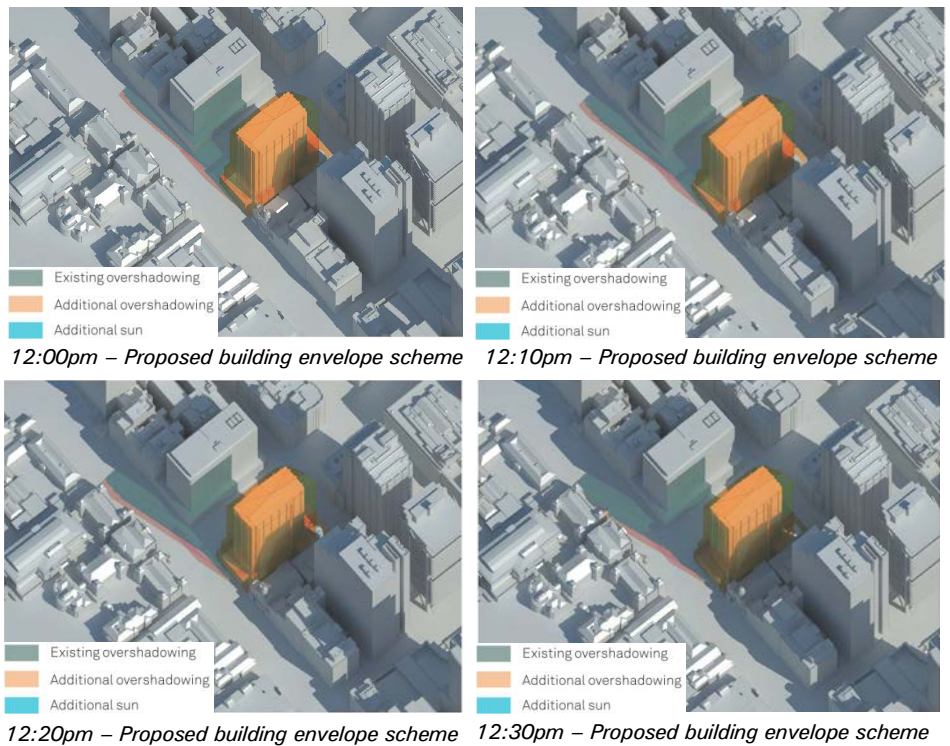 Existing overshadowing
Additional overshadowing
Additional sun
12:00pm – Proposed building envelope scheme
Existing overshadowing
Additional overshadowing
Additional sun
12:10pm – Proposed building envelope scheme
Existing overshadowing
Additional overshadowing
Additional sun
12:20pm – Proposed building envelope scheme
Existing overshadowing
Additional overshadowing
Additional sun
12:30pm – Proposed building envelope scheme